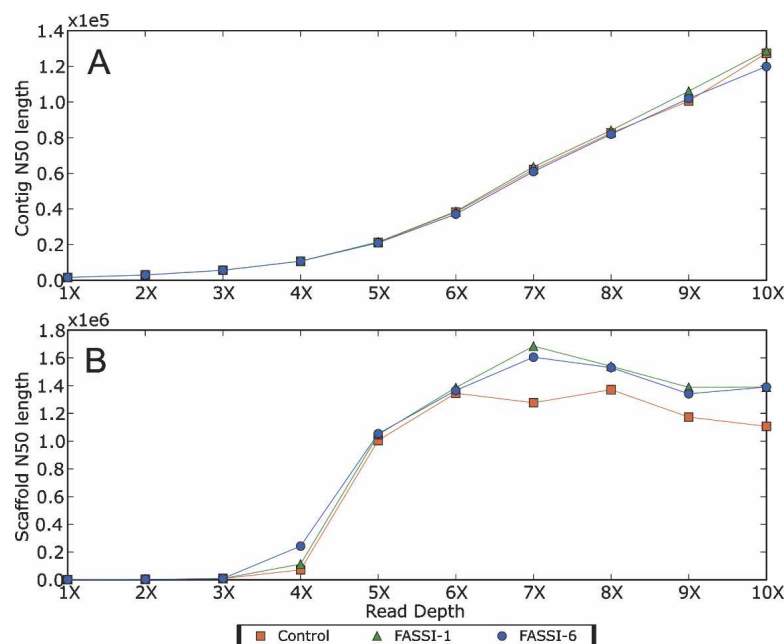 x1e5
1.4
A
1.2
1.0
0.8
0.6
0.4
0.2
0.0
Contig N50 length
1X 2X 3X 4X 5X 6X 7X 8X 9X 10X
x1e6
1.8
B
1.6
1.4
1.2
1.0
0.8
0.6
0.4
0.2
0.0
Scaffold N50 length
1X 2X 3X 4X 5X 6X 7X 8X 9X 10X
Read Depth
Control FASSI-1 FASSI-6